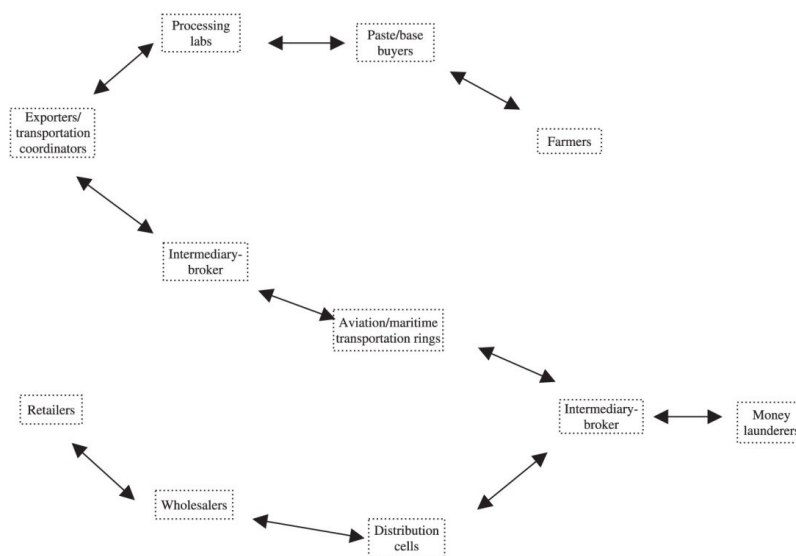 Processing
labs
Paste/base
buyers
Exporters/
transportation
coordinators
Farmers
Intermediary-
broker
Aviation/maritime
transportation rings
Retailers
Intermediary-
broker
Money
launderers
Wholesalers
Distribution
cells